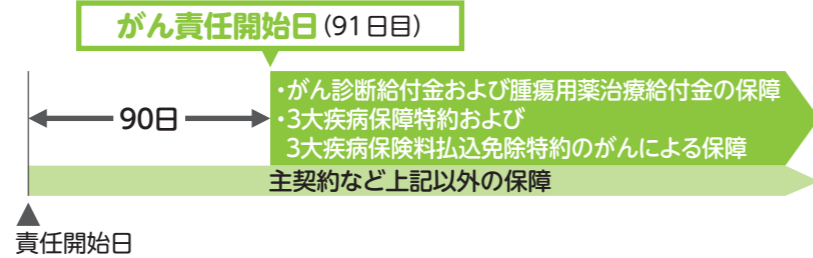 がん責任開始日(91日目)
・がん診断給付金および腫瘍用薬治療給付金の保障
90日
・3大疾病保障特約および
3大疾病保険料払込免除特約のがんによる保障
主契約など上記以外の保障
責任開始日